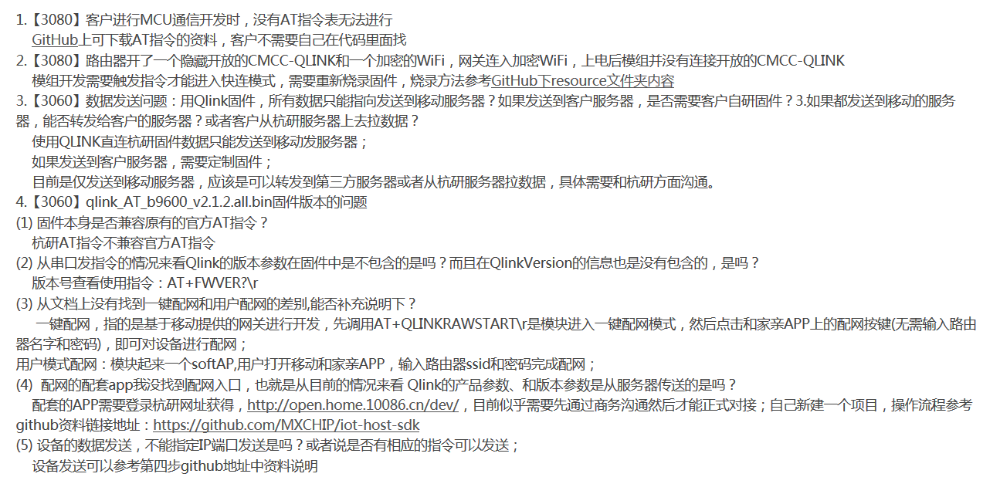 1.【3080】客户进行MCU通信开发时，没有AT指令表无法进行
GitHub上可下载AT指令的资料，客户不需要自己在代码里面找
2.【3080】路由器开了一个隐藏开放的CMCC-QLINK和一个加密的WiFi，网关连入加密WiFi，上电后模组并没有连接开放的CMCC-QLINK
模组开发需要触发指令才能进入快连模式，需要重新烧录固件，烧录方法参考GitHub下resource文件夹内容
3.【3060】数据发送问题：用Qlink固件，所有数据只能指向发送到移动服务器？如果发送到客户服务器，是否需要客户自研固件？3.如果都发送到移动的服务
器，能否转发给客户的服务器？或者客户从杭研服务器上去拉数据？
使用QLINK直连杭研固件数据只能发送到移动发服务器；
如果发送到客户服务器，需要定制固件；
目前是仅发送到移动服务器，应该是可以转发到第三方服务器或者从杭研服务器拉数据，具体需要和杭研方面沟通。
4.【3060】qlink_AT_b9600_v2.1.2.all.bin固件版本的问题
(1) 固件本身是否兼容原有的官方AT指令？
杭研AT指令不兼容官方AT指令
(2) 从串口发指令的情况来看Qlink的版本参数在固件中是不包含的是吗？而且在QlinkVersion的信息也是没有包含的，是吗？
版本号查看使用指令：AT+FWVER?\r
(3) 从文档上没有找到一键配网和用户配网的差别,能否补充说明下？
一键配网，指的是基于移动提供的网关进行开发，先调用AT+QLINKRAWSTART\r是模块进入一键配网模式，然后点击和家亲APP上的配网按键(无需输入路由
器名字和密码)，即可对设备进行配网；
用户模式配网：模块起来一个softAP,用户打开移动和家亲APP，输入路由器ssid和密码完成配网；
(4) 配网的配套app我没找到配网入口，也就是从目前的情况来看 Qlink的产品参数、和版本参数是从服务器传送的是吗？
配套的APP需要登录杭研网址获得，http://open.home.10086.cn/dev/，目前似乎需要先通过商务沟通然后才能正式对接；自己新建一个项目，操作流程参考
github资料链接地址：https://github.com/MXCHIP/iot-host-sdk
(5) 设备的数据发送，不能指定IP端口发送是吗？或者说是否有相应的指令可以发送；
设备发送可以参考第四步github地址中资料说明